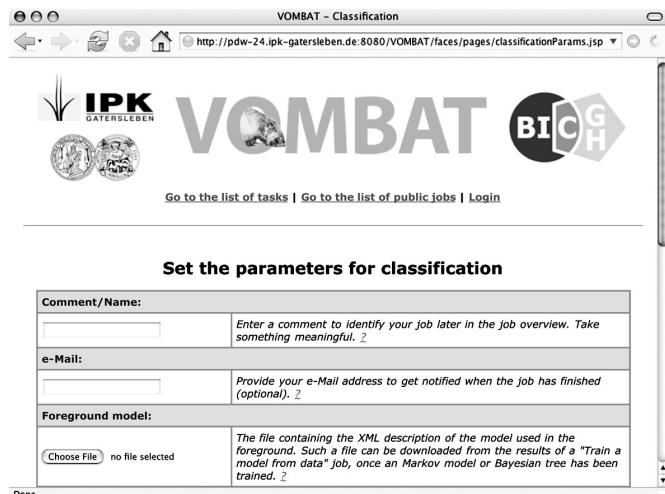 VOMBAT – Classification
http://pdw-24.ipk-gatersleben.de:8080/VOMBAT/faces/pages/classificationParams.jsp
IPK
GATERSLEBEN
VOMBAT
BIC
GH
Go to the list of tasks | Go to the list of public jobs | Login
Set the parameters for classification
Comment/Name:
Enter a comment to identify your job later in the job overview. Take
something meaningful. ?
e-Mail:
Provide your e-Mail address to get notified when the job has finished
(optional). ?
Foreground model:
Choose File no file selected
The file containing the XML description of the model used in the
foreground. Such a file can be downloaded from the results of a "Train a
model from data" job, once an Markov model or Bayesian tree has been
trained. ?
Done